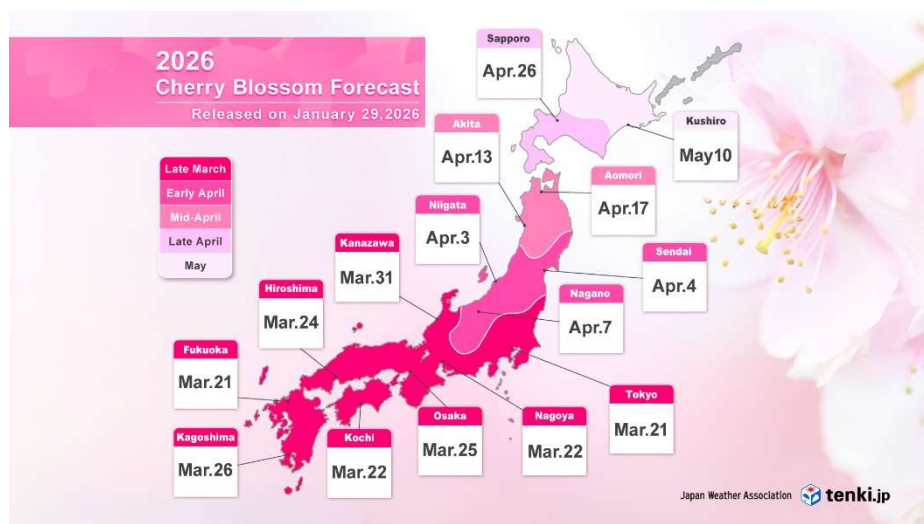 2026
Cherry Blossom Forecast
Released on January 29,2026
Late March
Early April
Mid-April
Late April
May
Sapporo
Apr.26
Kushiro
May10
Akita
Apr.13
Aomori
Apr.17
Niigata
Apr.3
Sendai
Apr.4
Kanazawa
Mar.31
Nagano
Apr.7
Hiroshima
Mar.24
Fukuoka
Mar.21
Tokyo
Mar.21
Kagoshima
Mar.26
Kochi
Mar.22
Osaka
Mar.25
Nagoya
Mar.22
Japan Weather Association tenki.jp